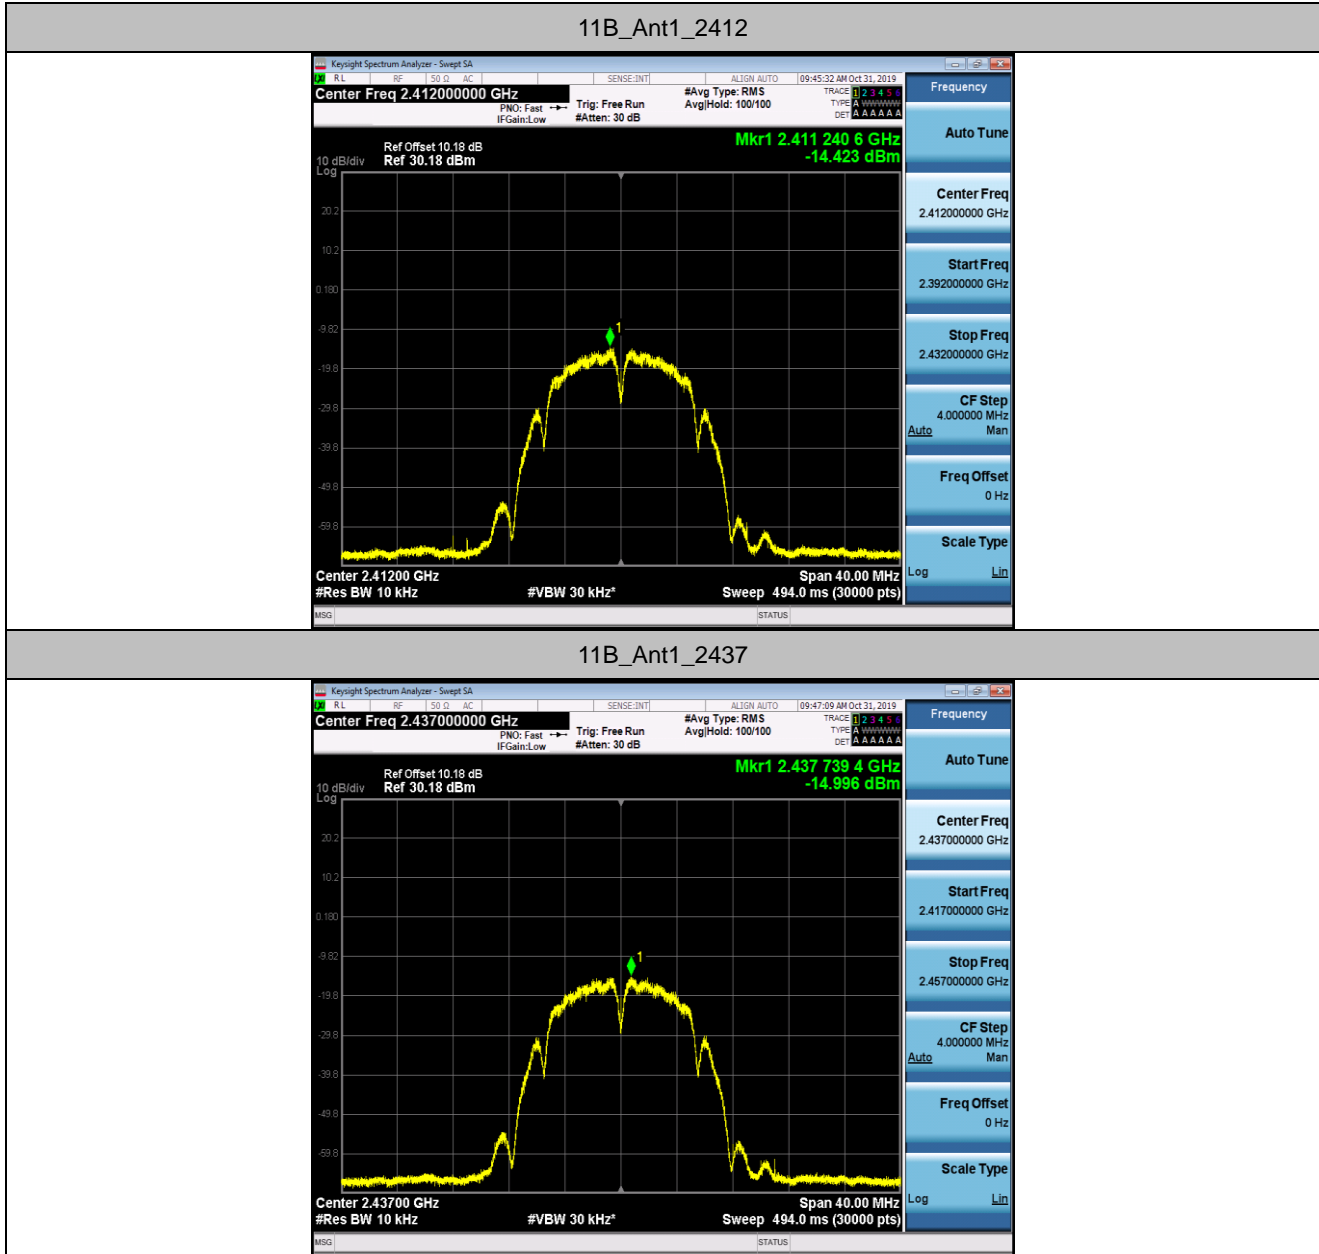 11B_Ant1_2412
Keysight Spectrum Analyzer - Swept SA
RL RF 50 Ω AC SENSE:INT ALIGN AUTO 09:45:32 AM Oct 31, 2019
Center Freq 2.412000000 GHz
PNO: Fast
IFGain:Low
Trig: Free Run
#Atten: 30 dB
#Avg Type: RMS
Avg|Hold: 100/100
TRACE 1 2 3 4 5 6
TYPE A WWWWW
DET A A A A A A
Frequency
Mkr1 2.411 240 6 GHz
-14.423 dBm
Ref Offset 10.18 dB
10 dB/div Ref 30.18 dBm
Log
20.2
10.2
0.180
-9.82
-19.8
-29.8
-39.8
-49.8
-59.8
1
Center 2.41200 GHz Span 40.00 MHz
#Res BW 10 kHz #VBW 30 kHz* Sweep 494.0 ms (30000 pts)
MSG STATUS
Auto Tune
Center Freq
2.412000000 GHz
Start Freq
2.392000000 GHz
Stop Freq
2.432000000 GHz
CF Step
4.000000 MHz
Auto Man
Freq Offset
0 Hz
Scale Type
Log Lin
11B_Ant1_2437
Keysight Spectrum Analyzer - Swept SA
RL RF 50 Ω AC SENSE:INT ALIGN AUTO 09:47:09 AM Oct 31, 2019
Center Freq 2.437000000 GHz
PNO: Fast
IFGain:Low
Trig: Free Run
#Atten: 30 dB
#Avg Type: RMS
Avg|Hold: 100/100
TRACE 1 2 3 4 5 6
TYPE A WWWWW
DET A A A A A A
Frequency
Mkr1 2.437 739 4 GHz
-14.996 dBm
Ref Offset 10.18 dB
10 dB/div Ref 30.18 dBm
Log
20.2
10.2
0.180
-9.82
-19.8
-29.8
-39.8
-49.8
-59.8
1
Center 2.43700 GHz Span 40.00 MHz
#Res BW 10 kHz #VBW 30 kHz* Sweep 494.0 ms (30000 pts)
MSG STATUS
Auto Tune
Center Freq
2.437000000 GHz
Start Freq
2.417000000 GHz
Stop Freq
2.457000000 GHz
CF Step
4.000000 MHz
Auto Man
Freq Offset
0 Hz
Scale Type
Log Lin